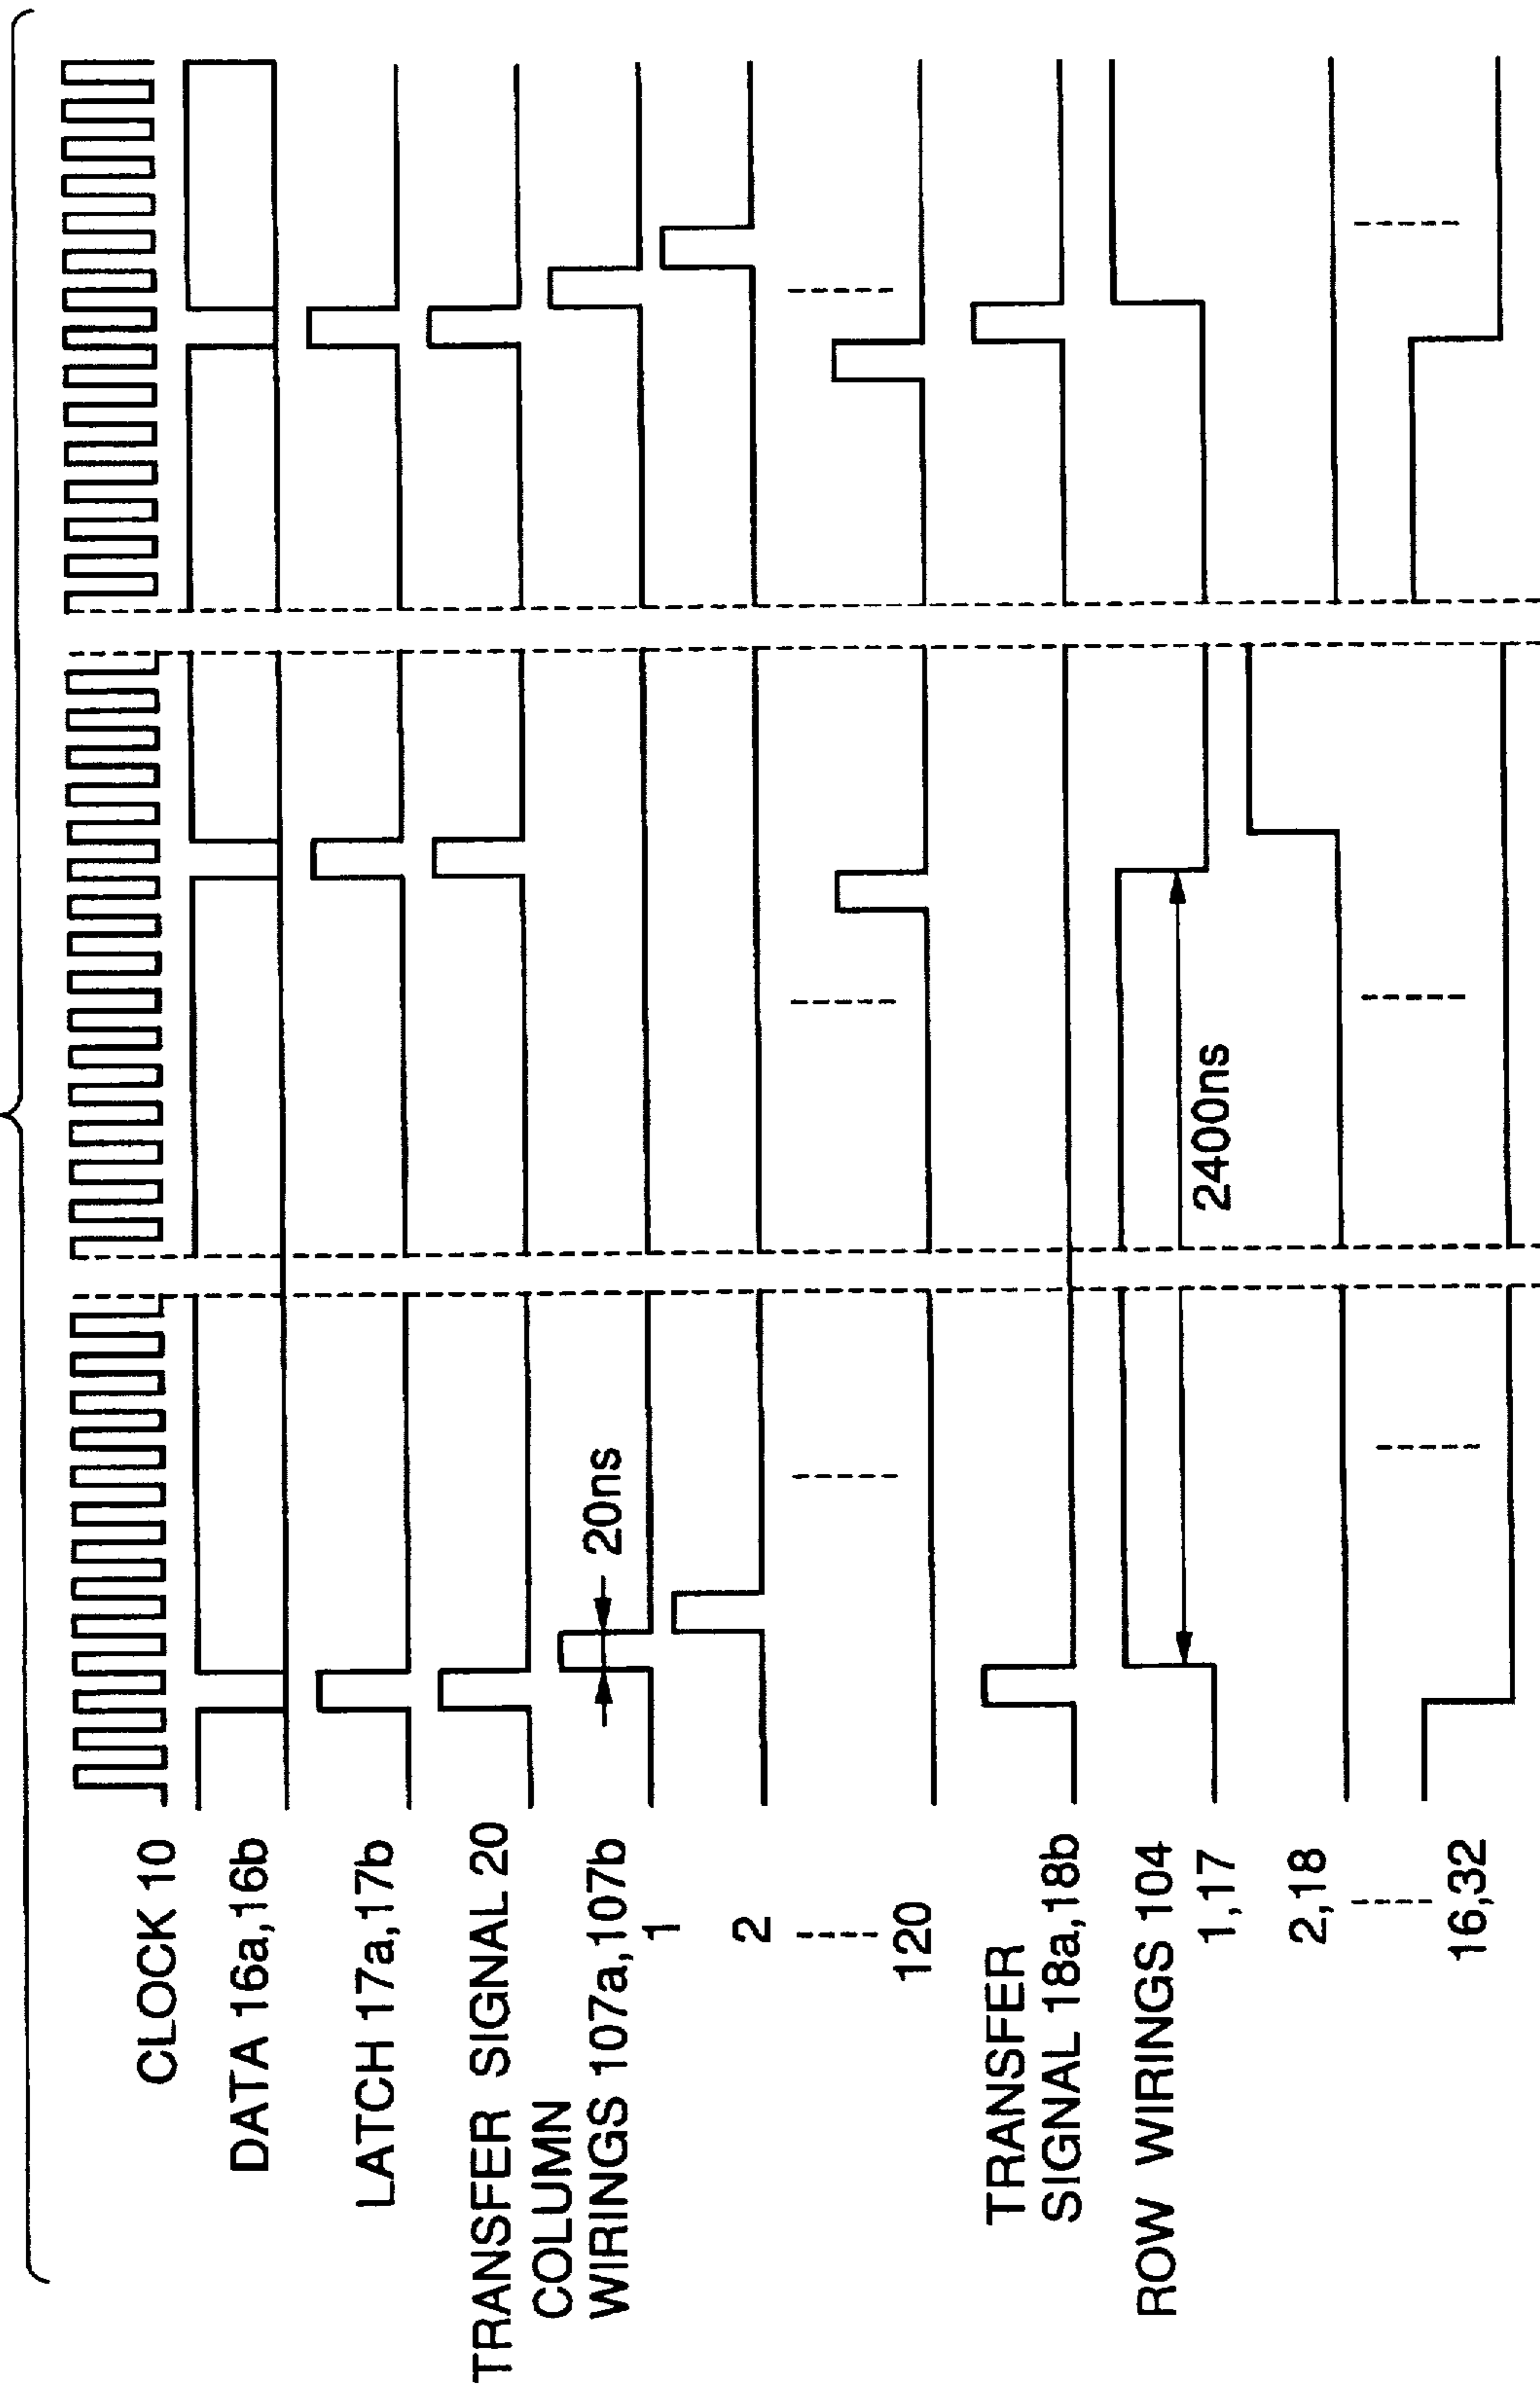 CLOCK 10
DATA 16a,16b
LATCH 17a,17b
TRANSFER SIGNAL 20
COLUMN
WIRINGS 107a,107b
1
20ns
2
120
TRANSFER
SIGNAL 18a,18b
ROW WIRINGS 104
1,17
2400ns
2,18
16,32